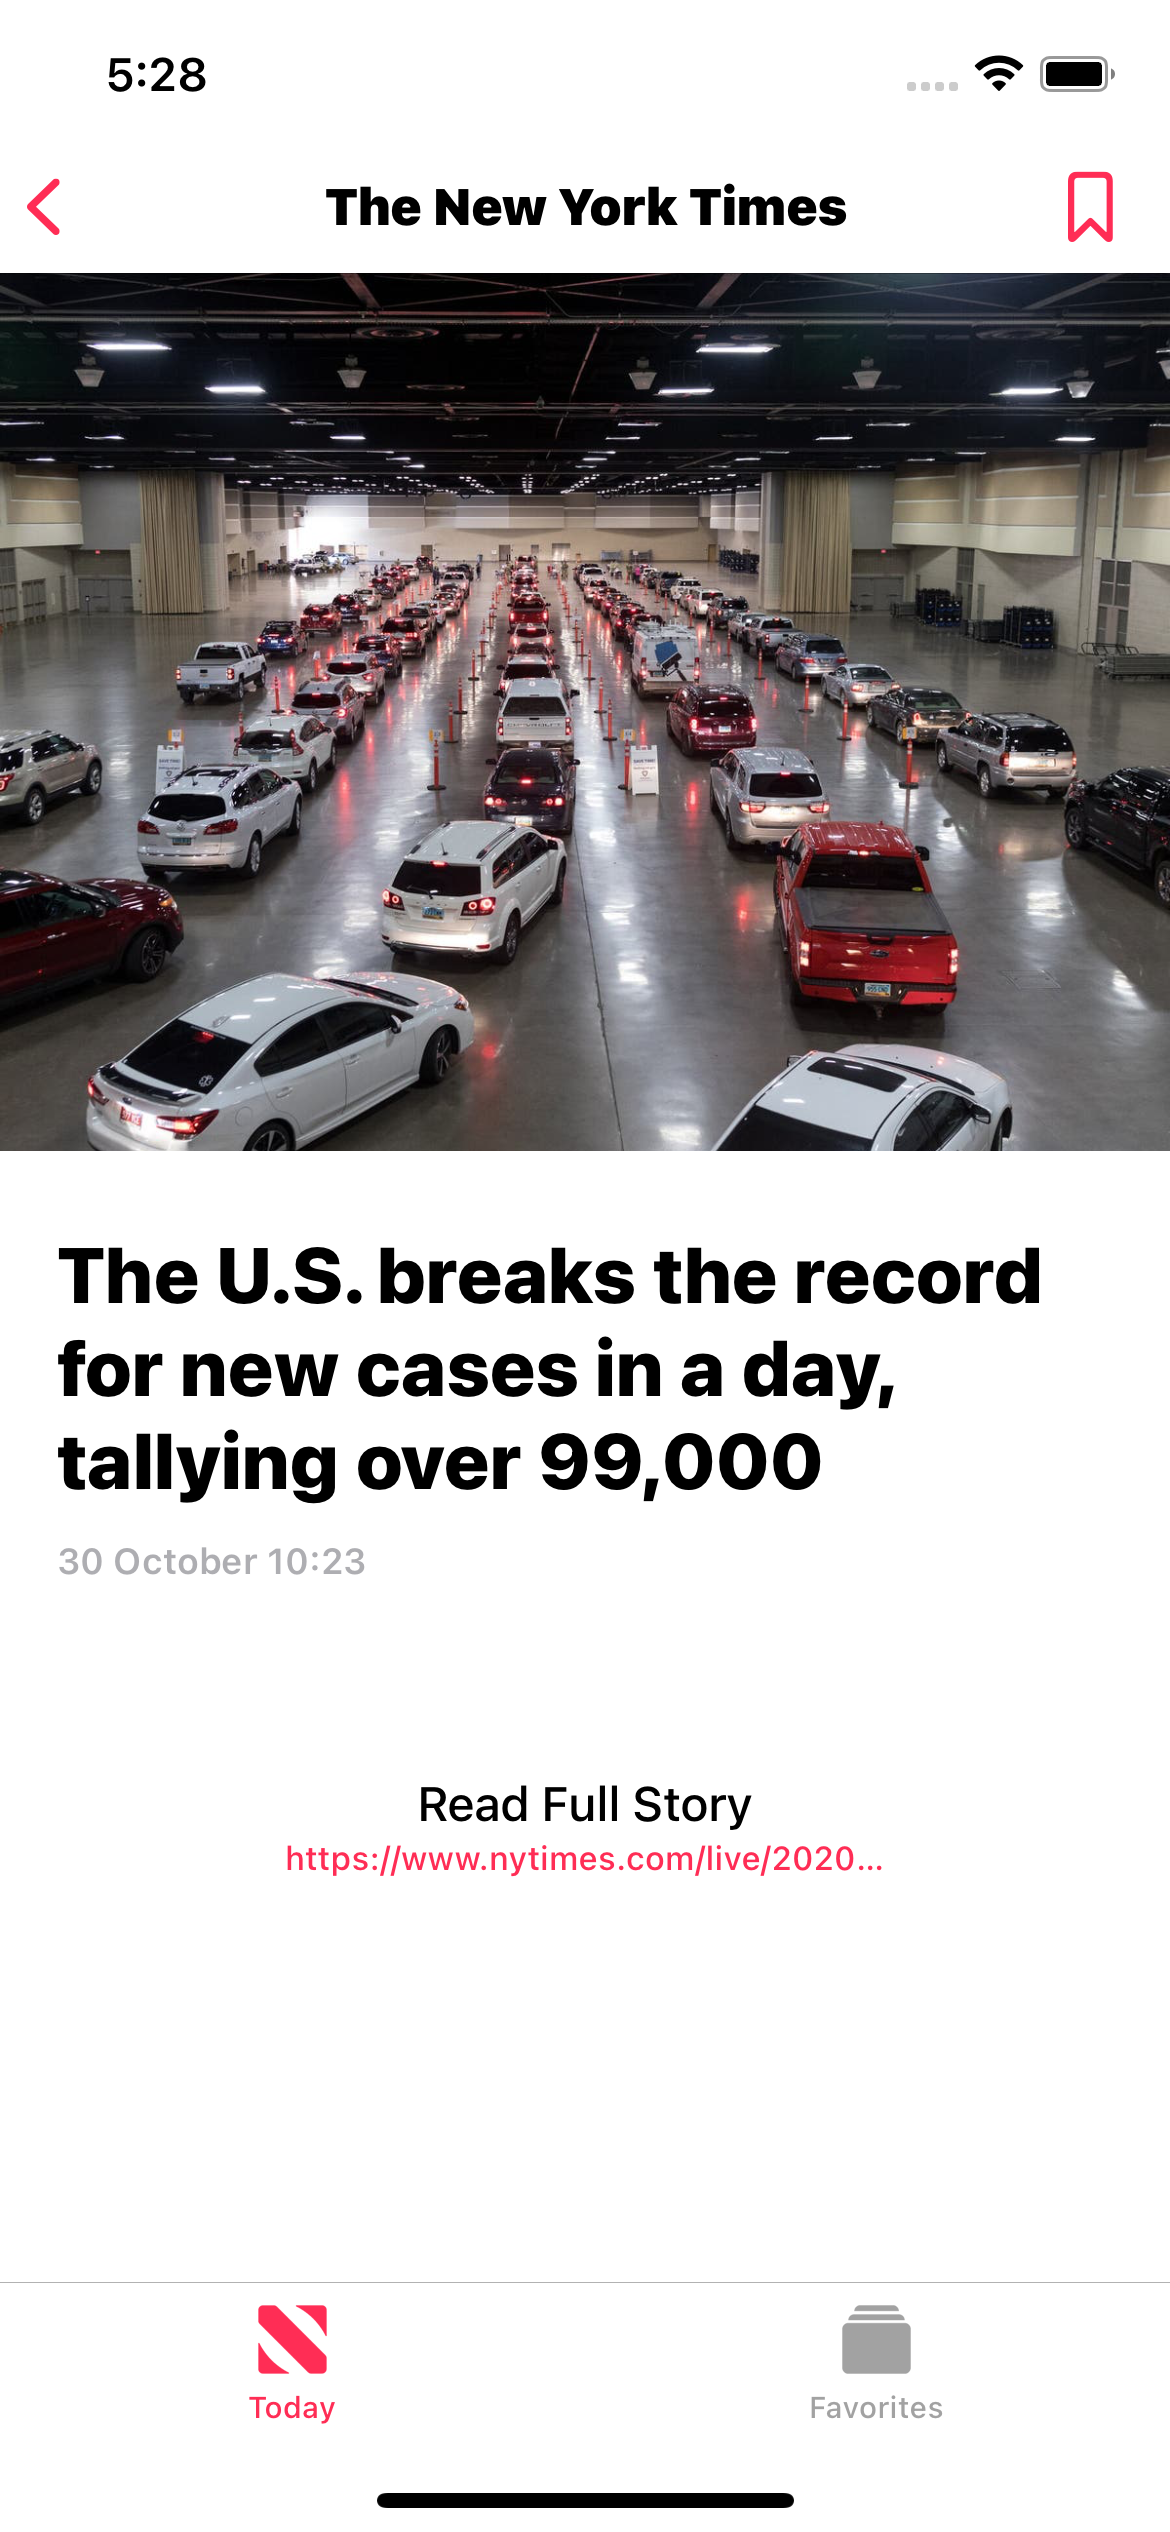 5:28
The New York Times
The U.S. breaks the record
for new cases in a day,
tallying over 99,000
30 October 10:23
Read Full Story
https://www.nytimes.com/live/2020...
Today
Favorites